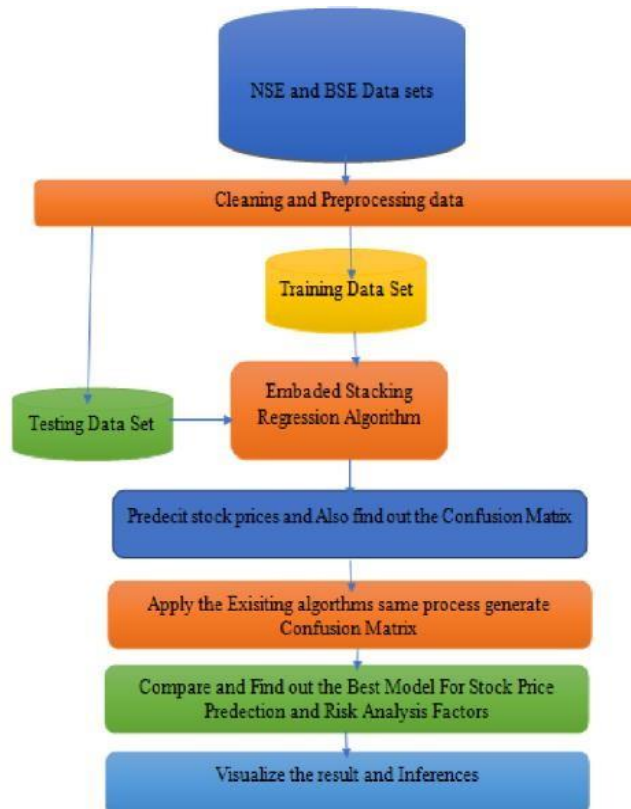 NSE and BSE Data sets
Cleaning and Preprocessing data
Training Data Set
Testing Data Set
Embaded Stacking
Regression Algorithm
Predecit stock prices and Also find out the Confusion Matrix
Apply the Exisiting algorthms same process generate
Confusion Matrix
Compare and Find out the Best Model For Stock Price
Predection and Risk Analysis Factors
Visualize the result and Inferences